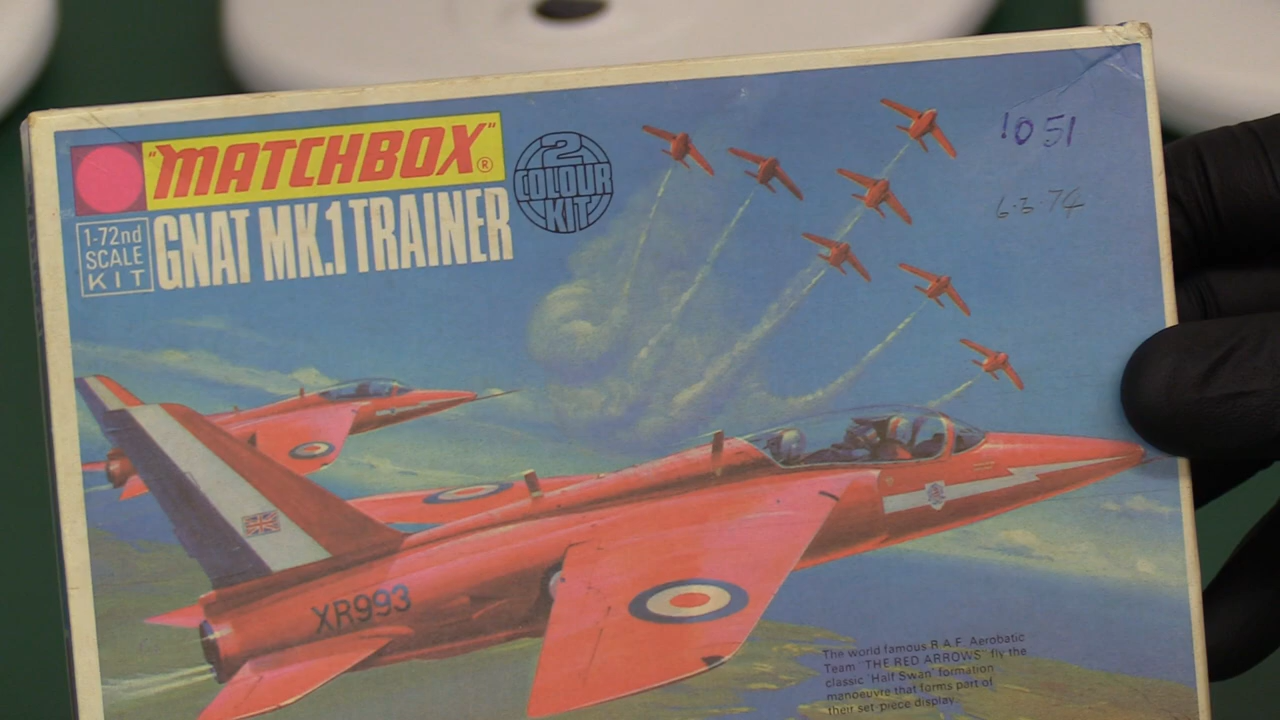 "MATCHBOX"®
2
COLOUR
KIT
1-72nd
SCALE
KIT
GNAT MK.1 TRAINER
1051
6.3.74
XR993
The world famous R.A.F. Aerobatic
Team "THE RED ARROWS" fly the
classic 'Half Swan' formation
manoeuvre that forms part of
their set-piece display.